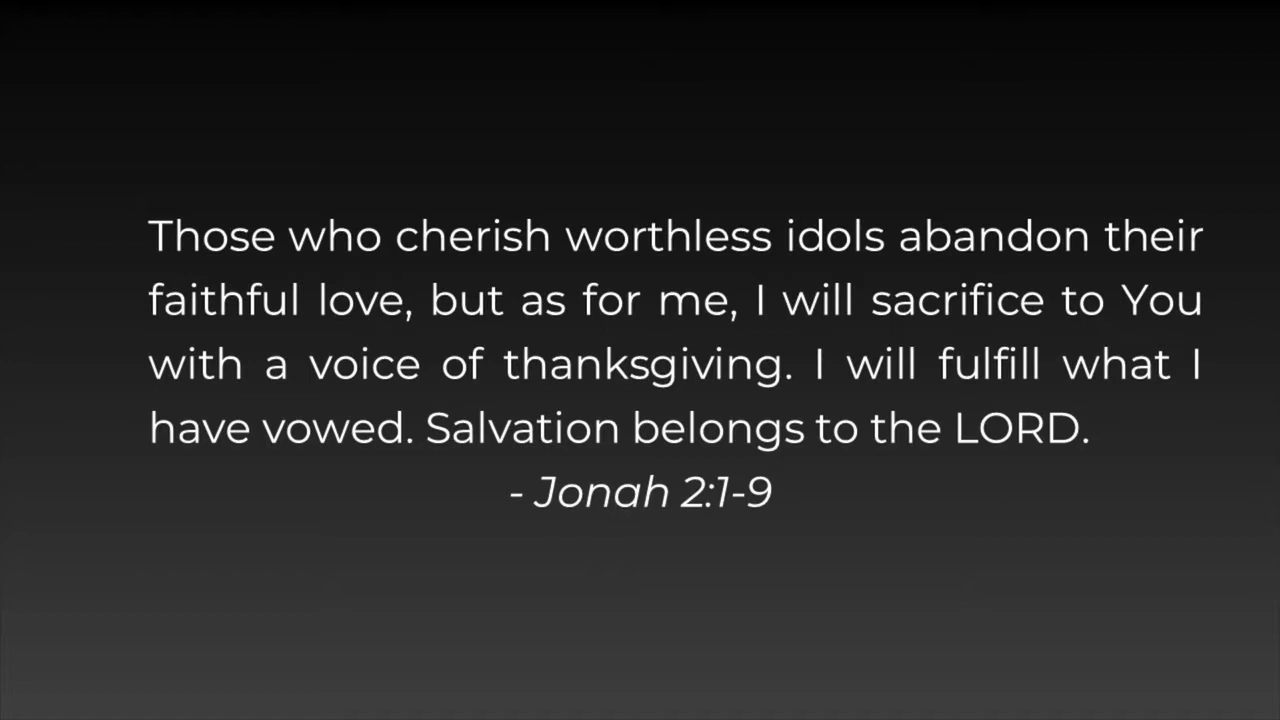 Those who cherish worthless idols abandon their
faithful love, but as for me, I will sacrifice to You
with a voice of thanksgiving. I will fulfill what I
have vowed. Salvation belongs to the LORD.
- Jonah 2:1-9